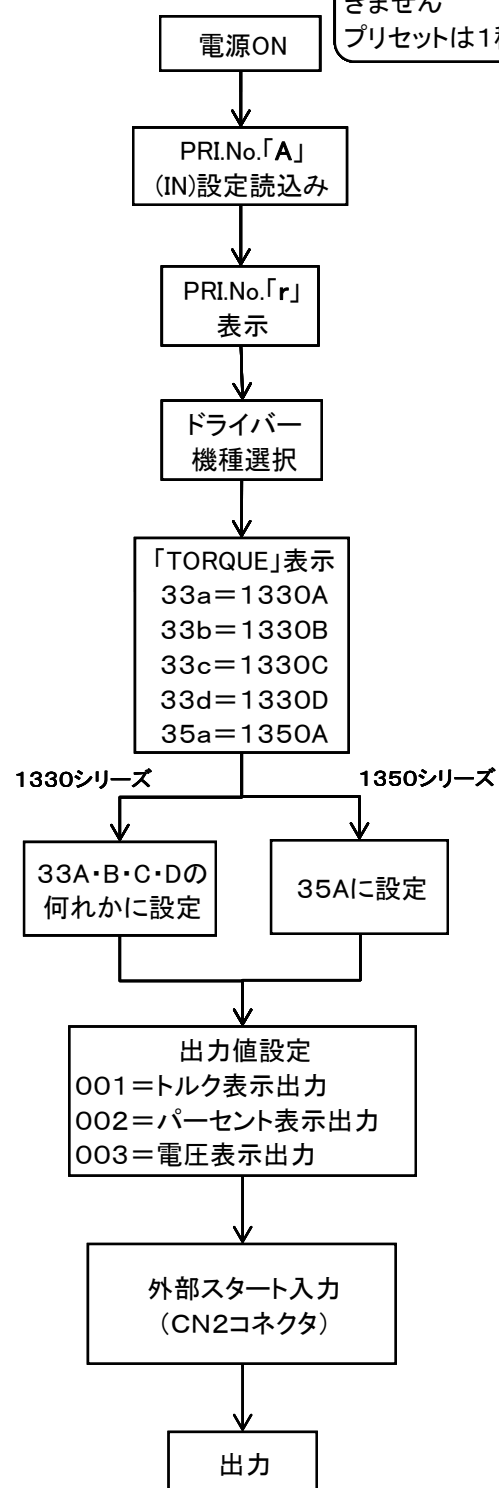 きません
プリセットは1
電源ON
PRI.No.「A」
(IN)設定読込み
PRI.No.「r」
表示
ドライバー
機種選択
「TORQUE」表示
33a＝1330A
33b＝1330B
33c＝1330C
33d＝1330D
35a＝1350A
1330シリーズ
1350シリーズ
33A・B・C・Dの
何れかに設定
35Aに設定
出力値設定
001＝トルク表示出力
002＝パーセント表示出力
003＝電圧表示出力
外部スタート入力
（CN2コネクタ）
出力